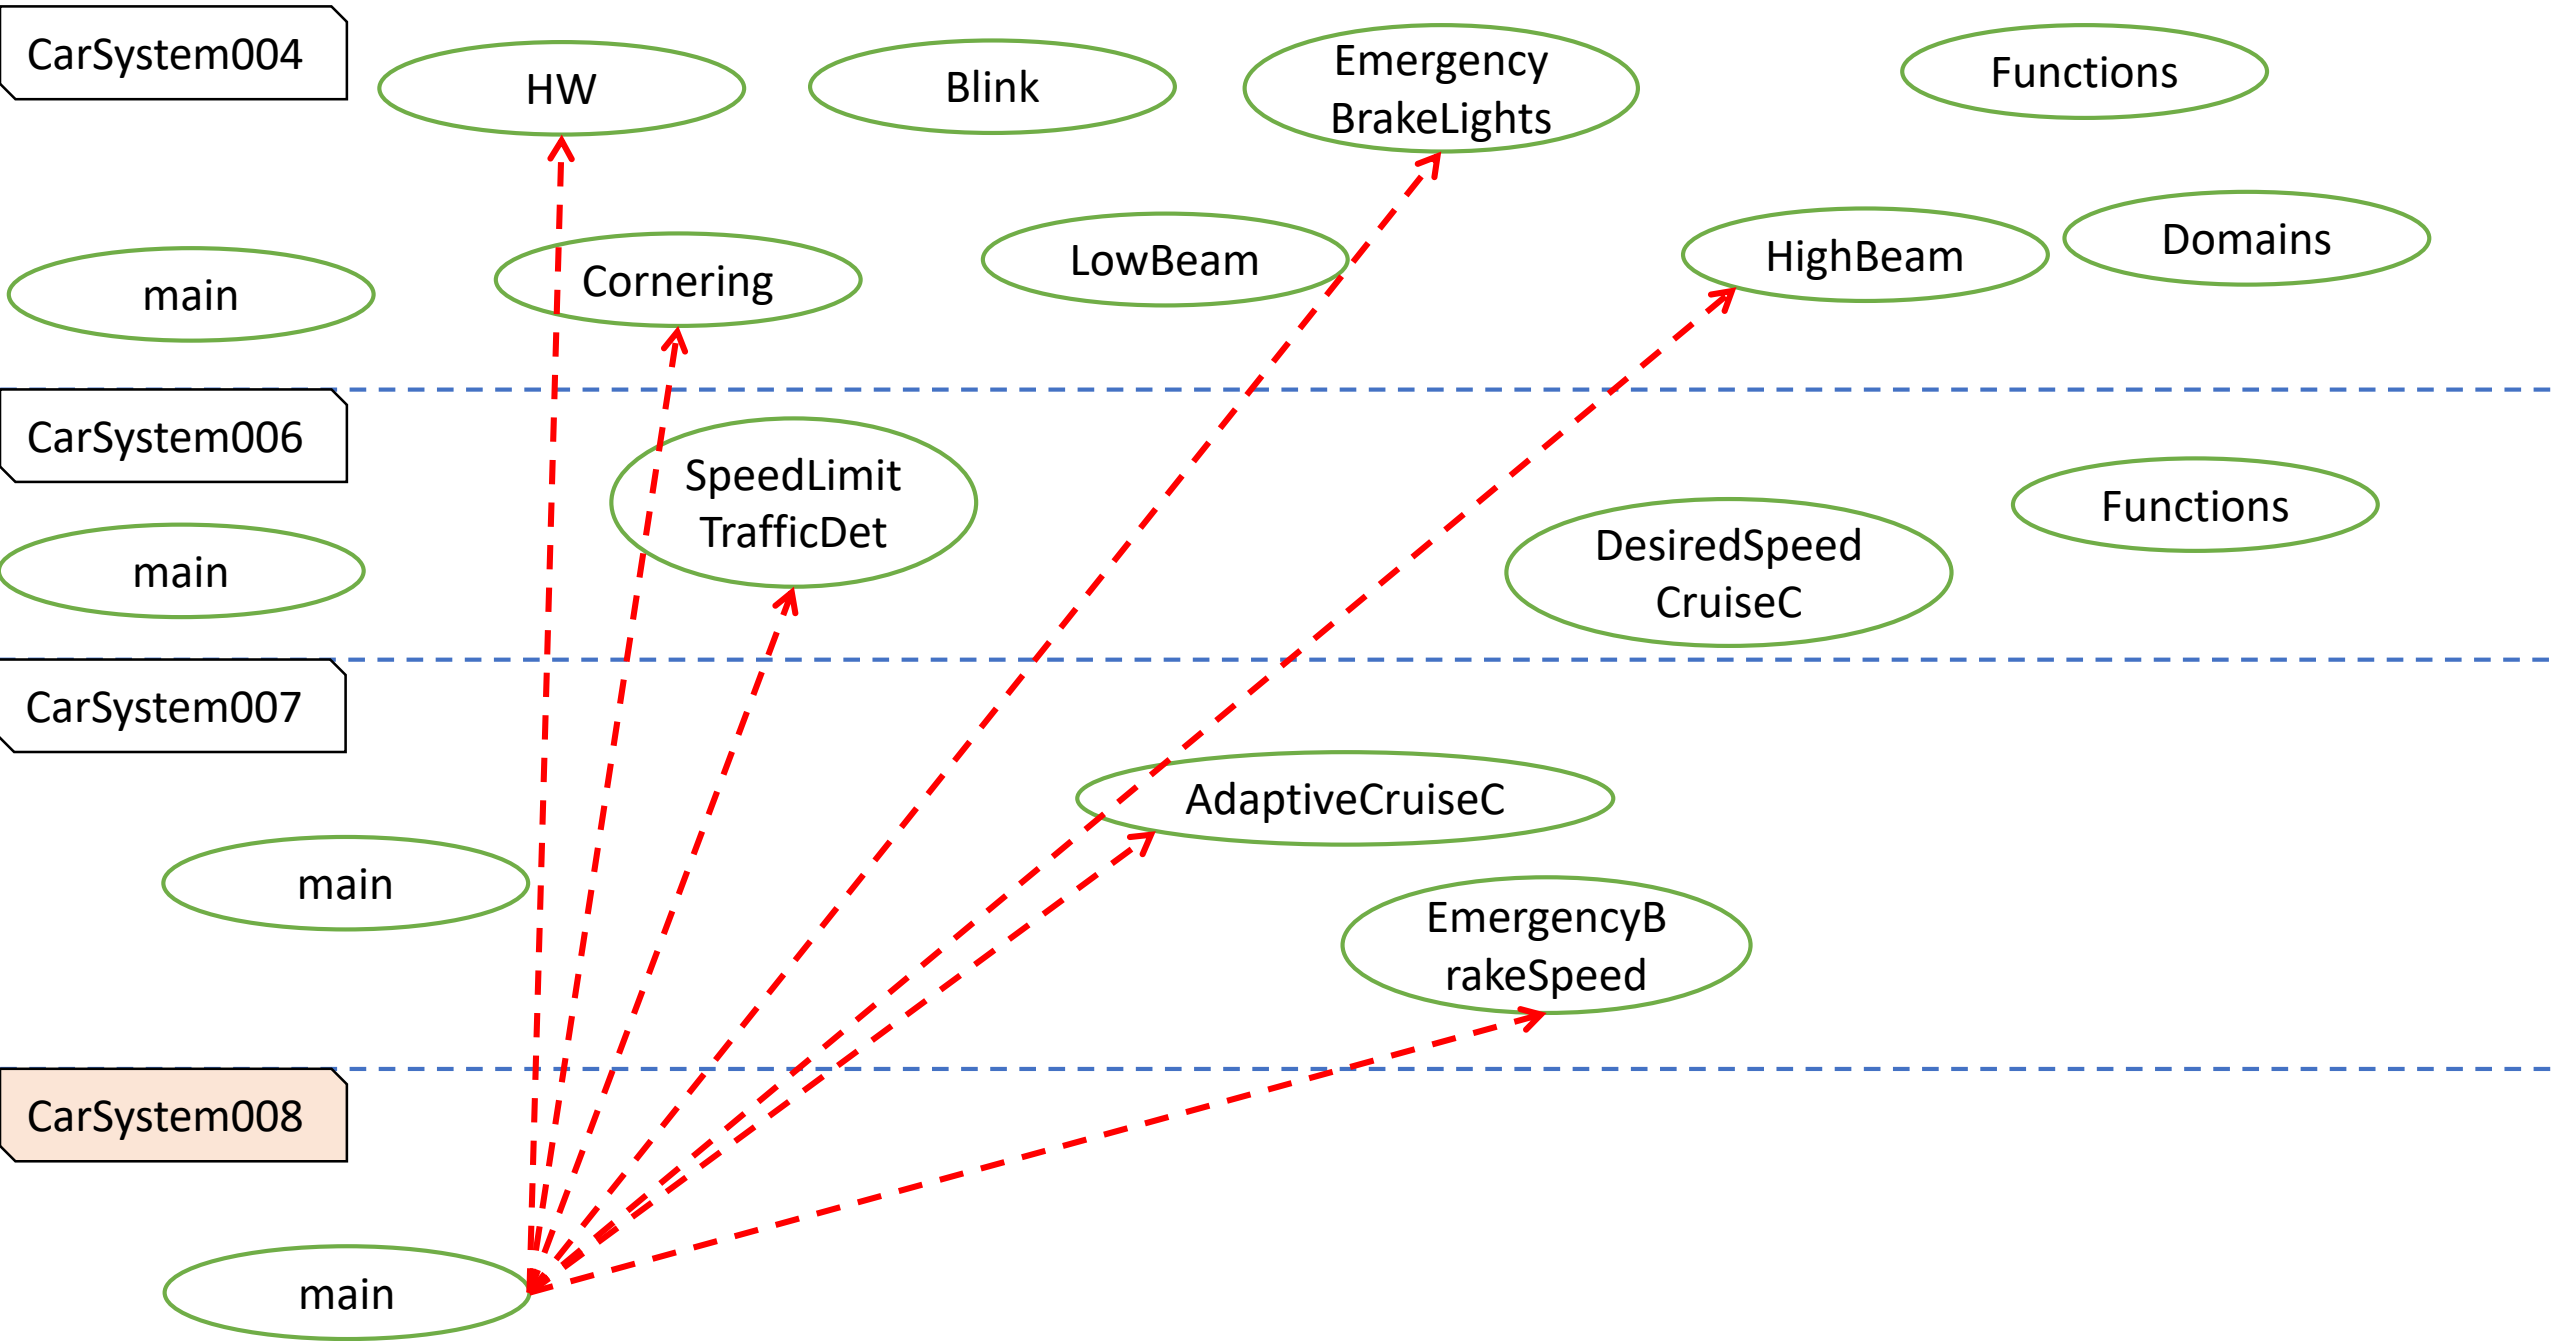 CarSystem004
HW
Blink
Emergency
BrakeLights
Functions
main
Cornering
LowBeam
HighBeam
Domains
CarSystem006
main
SpeedLimit
TrafficDet
DesiredSpeed
CruiseC
Functions
CarSystem007
main
AdaptiveCruiseC
EmergencyB
rakeSpeed
CarSystem008
main